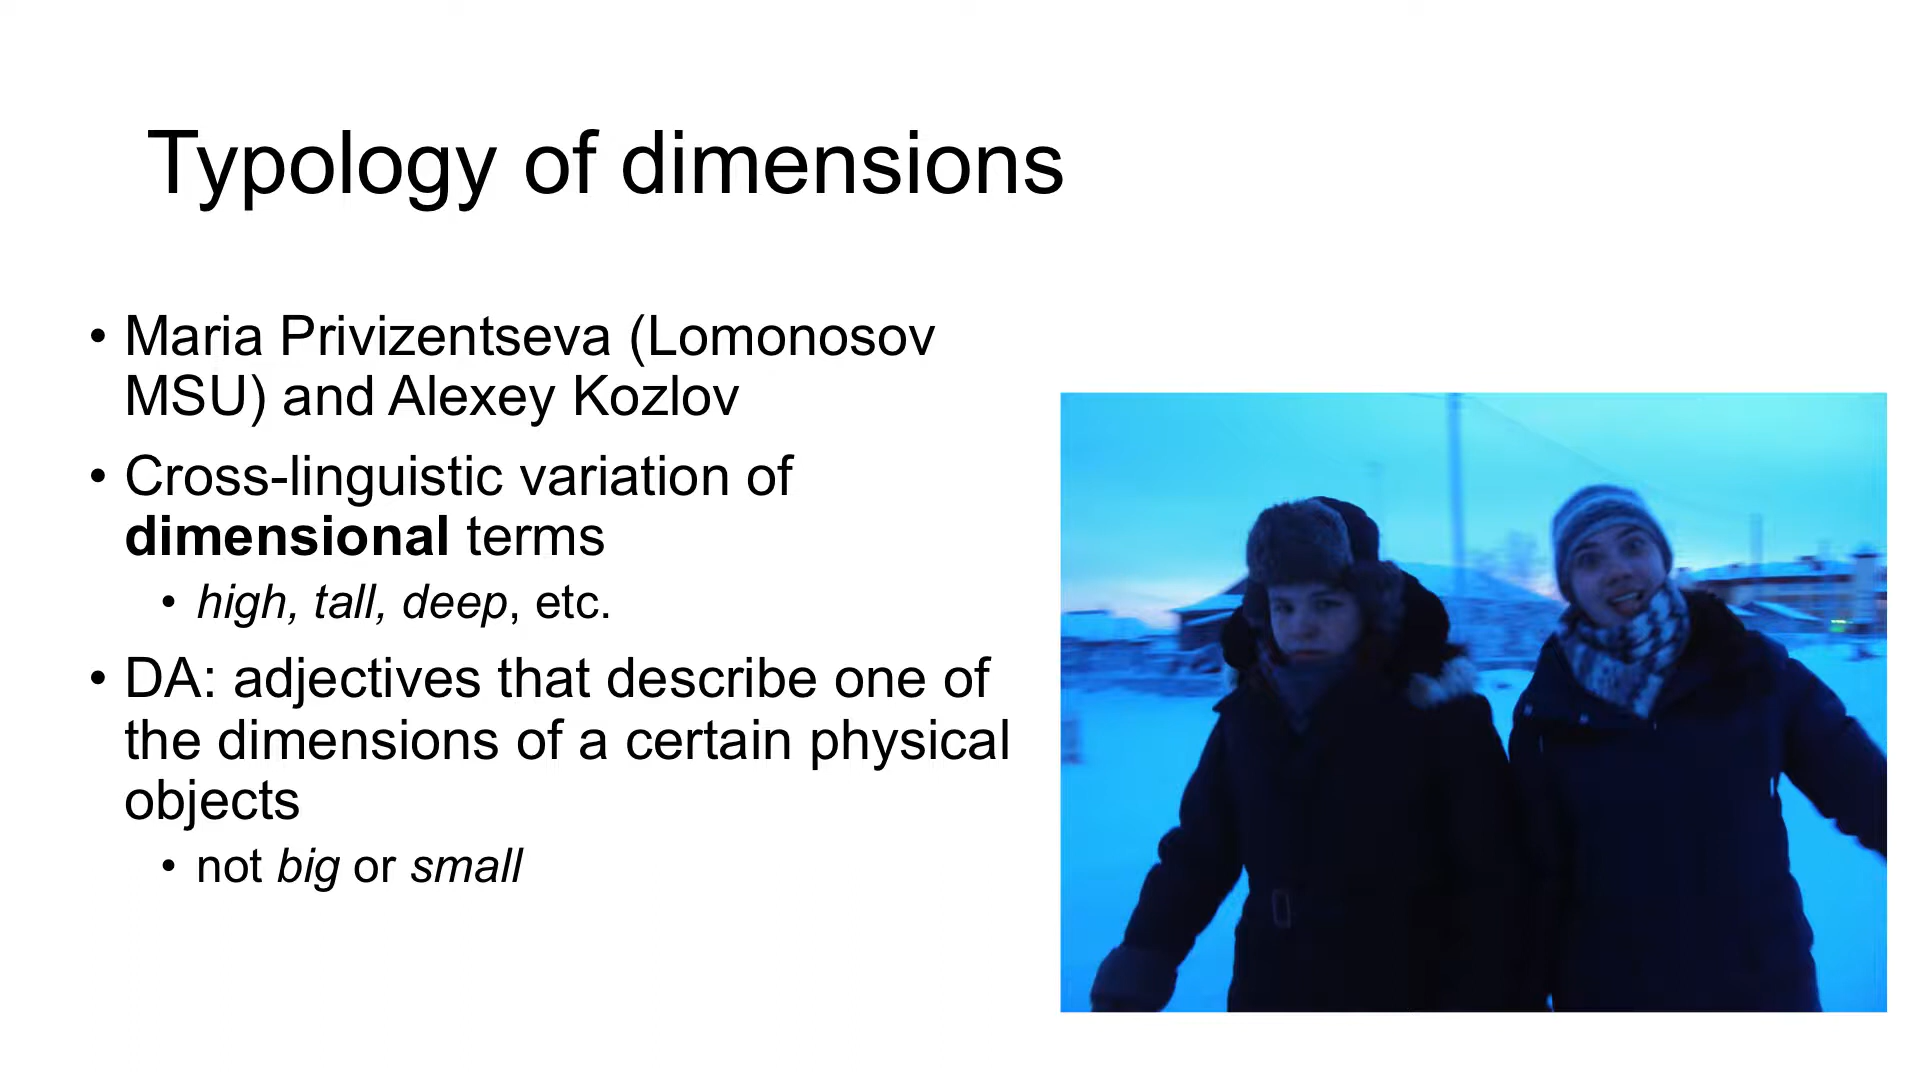 Typology of dimensions
• Maria Privizentseva (Lomonosov
MSU) and Alexey Kozlov
• Cross-linguistic variation of
dimensional terms
• high, tall, deep, etc.
• DA: adjectives that describe one of
the dimensions of a certain physical
objects
• not big or small